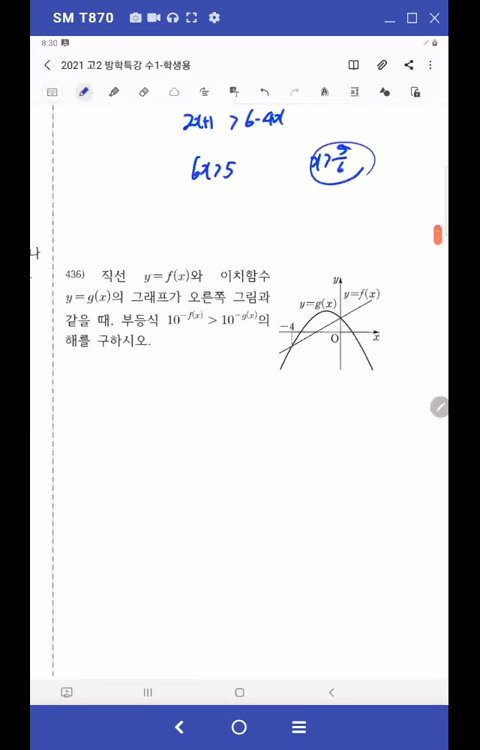 SM T870
8:30
2021 고2 방학특강 수1-학생용
2x+1 > 6-4x
6x>5
x>5/6
나
436) 직선 y=f(x)와 이차함수
y=g(x)의 그래프가 오른쪽 그림과
같을 때, 부등식 10^{-f(x)} > 10^{-g(x)}의
해를 구하시오.
y
y=f(x)
y=g(x)
-4
O
x